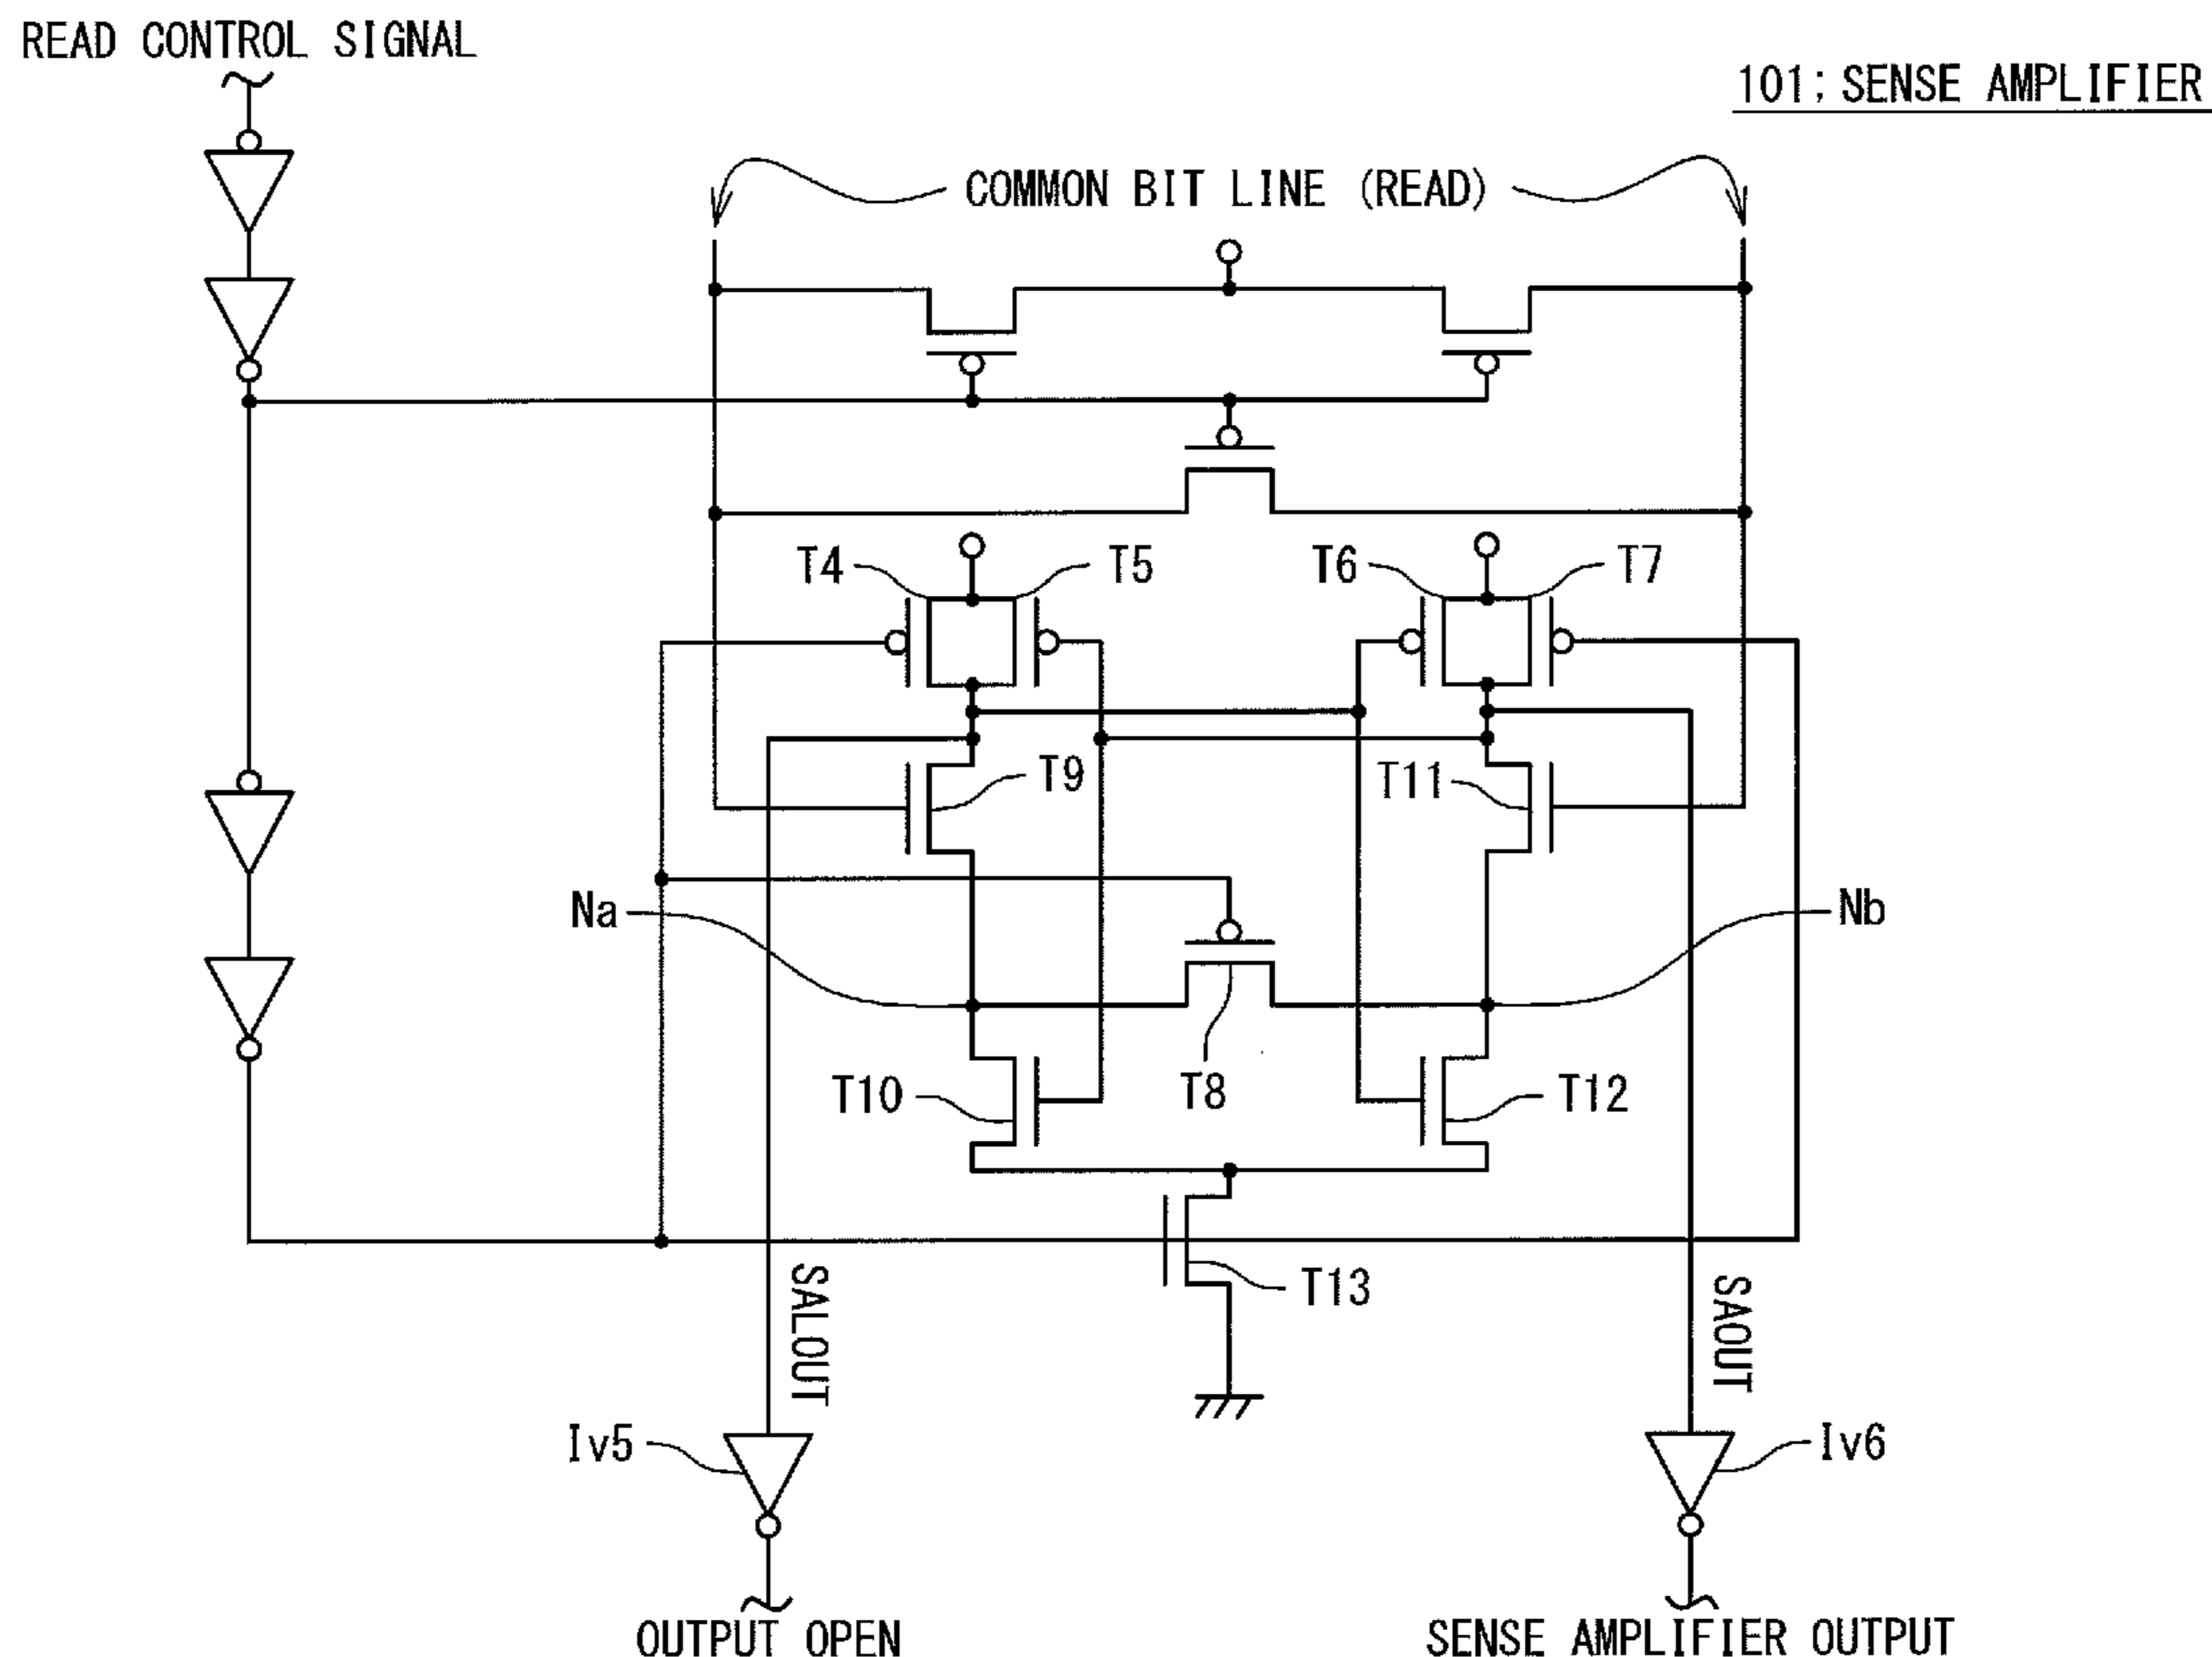 READ CONTROL SIGNAL
101; SENSE AMPLIFIER
COMMON BIT LINE (READ)
T4
T5
T6
T7
T9
T11
Na
Nb
T8
T10
T12
T13
SALOUT
SAOUT
Iv5
Iv6
OUTPUT OPEN
SENSE AMPLIFIER OUTPUT